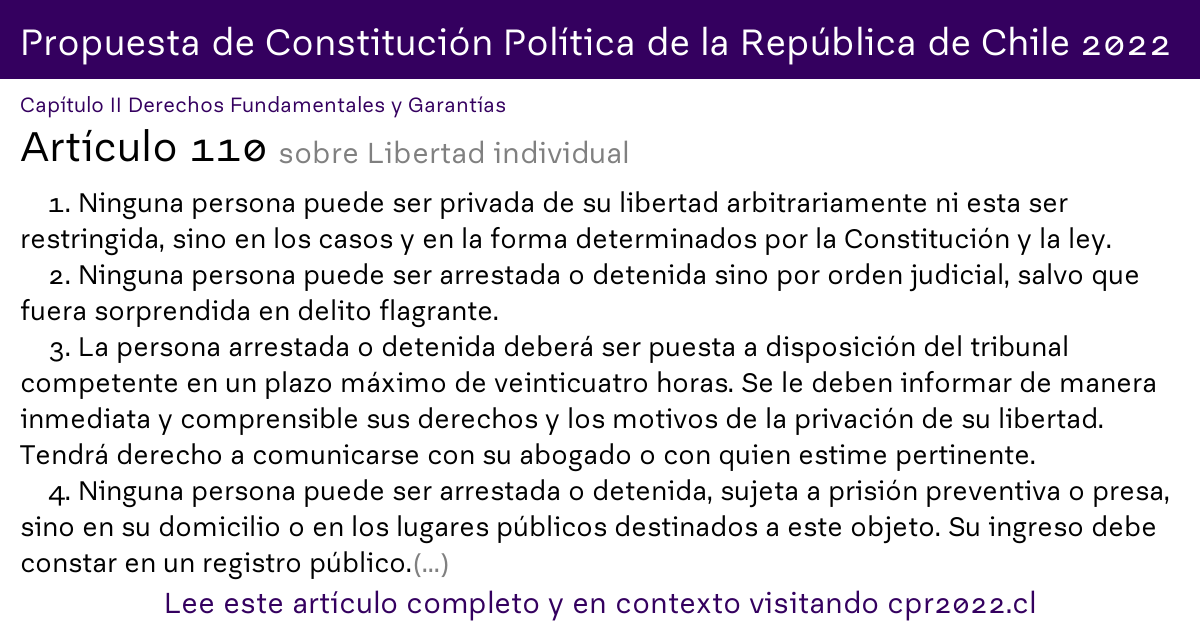 Propuesta de Constitución Política de la República de Chile 2022
Capítulo II Derechos Fundamentales y Garantías
Artículo 110 sobre Libertad individual
1. Ninguna persona puede ser privada de su libertad arbitrariamente ni esta ser
restringida, sino en los casos y en la forma determinados por la Constitución y la ley.
2. Ninguna persona puede ser arrestada o detenida sino por orden judicial, salvo que
fuera sorprendida en delito flagrante.
3. La persona arrestada o detenida deberá ser puesta a disposición del tribunal
competente en un plazo máximo de veinticuatro horas. Se le deben informar de manera
inmediata y comprensible sus derechos y los motivos de la privación de su libertad.
Tendrá derecho a comunicarse con su abogado o con quien estime pertinente.
4. Ninguna persona puede ser arrestada o detenida, sujeta a prisión preventiva o presa,
sino en su domicilio o en los lugares públicos destinados a este objeto. Su ingreso debe
constar en un registro público.(...)
Lee este artículo completo y en contexto visitando cpr2022.cl